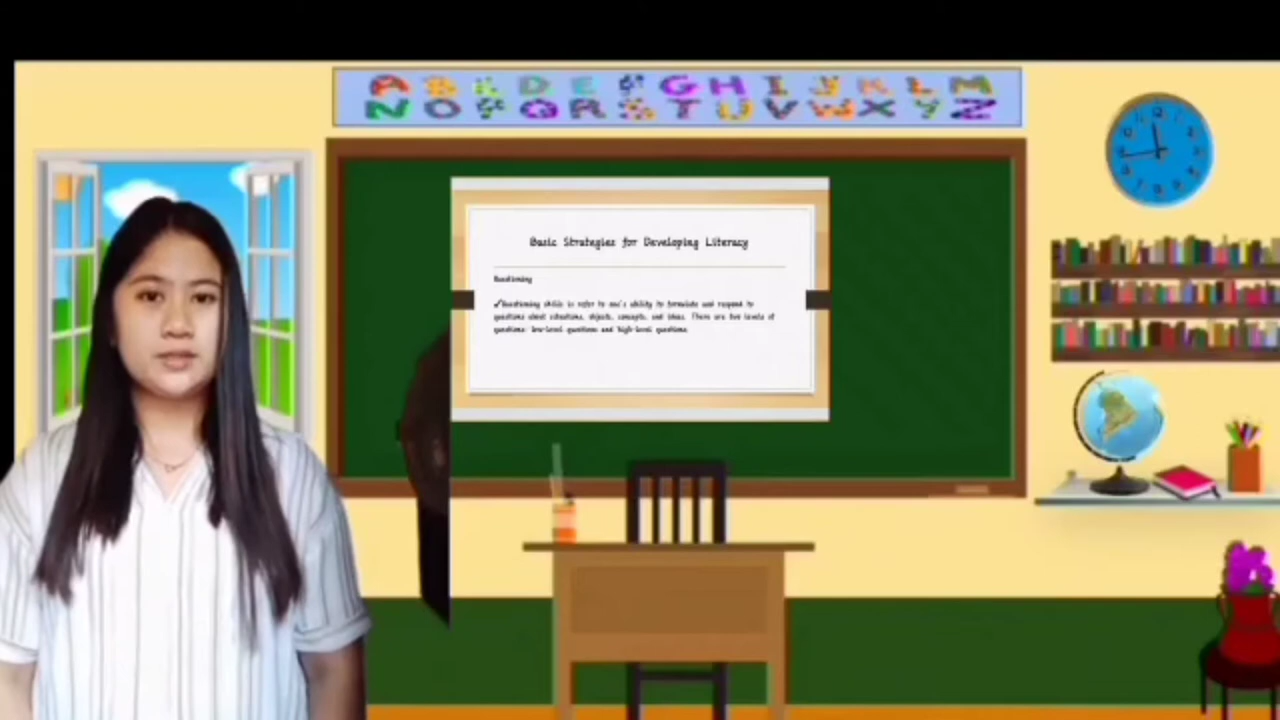 A B C D E F G H I J K L M
N O P Q R S T U V W X Y Z
Basic Strategies for Developing Literacy
Questioning
✓Questioning skills is refer to one's ability to formulate and respond to
questions about situations, objects, concepts, and ideas. There are two levels of
questions: low-level questions and high-level questions.